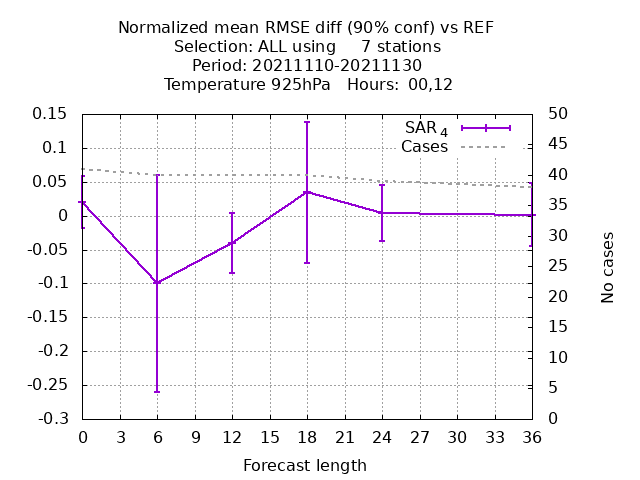 Normalized mean RMSE diff (90% conf) vs REF
Selection: ALL using     7 stations
Period: 20211110-20211130
Temperature 925hPa   Hours: 00,12
0.15
0.1
0.05
0
-0.05
-0.1
-0.15
-0.2
-0.25
-0.3
SAR 4
Cases
50
45
40
35
30
25
20
15
10
5
0
No cases
0 3 6 9 12 15 18 21 24 27 30 33 36
Forecast length